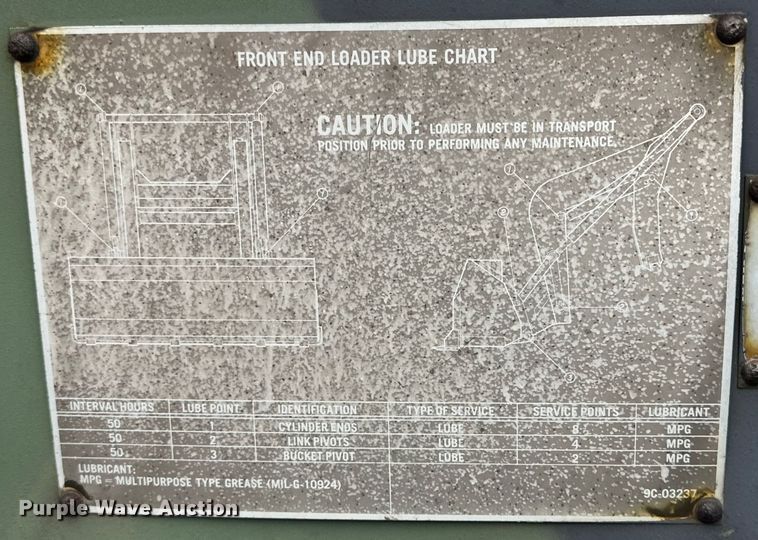 FRONT END LOADER LUBE CHART
CAUTION: LOADER MUST BE IN TRANSPORT
POSITION PRIOR TO PERFORMING ANY MAINTENANCE.
INTERVAL HOURS LUBE POINT IDENTIFICATION TYPE OF SERVICE SERVICE POINTS LUBRICANT
50 1 CYLINDER ENDS LUBE 8 MPG
50 2 LINK PIVOTS LUBE 4 MPG
50 3 BUCKET PIVOT LUBE 2 MPG
LUBRICANT:
MPG = MULTIPURPOSE TYPE GREASE (MIL-G-10924)
9C-03237
Purple Wave Auction